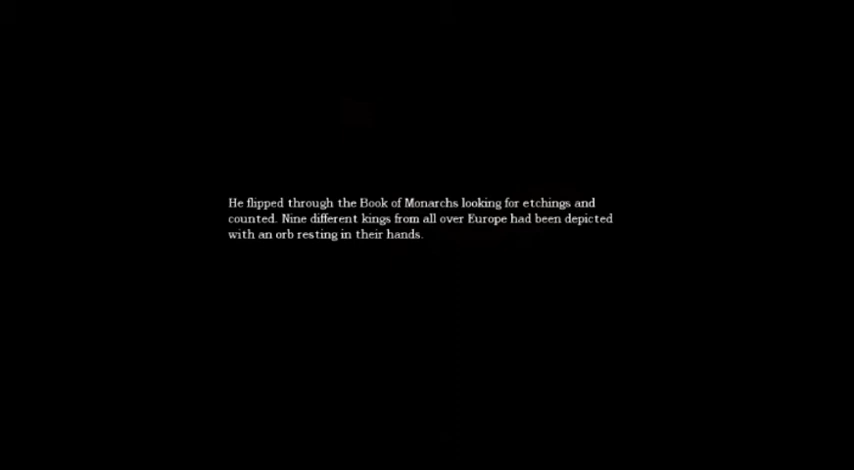 He flipped through the Book of Monarchs looking for etchings and
counted. Nine different kings from all over Europe had been depicted
with an orb resting in their hands.